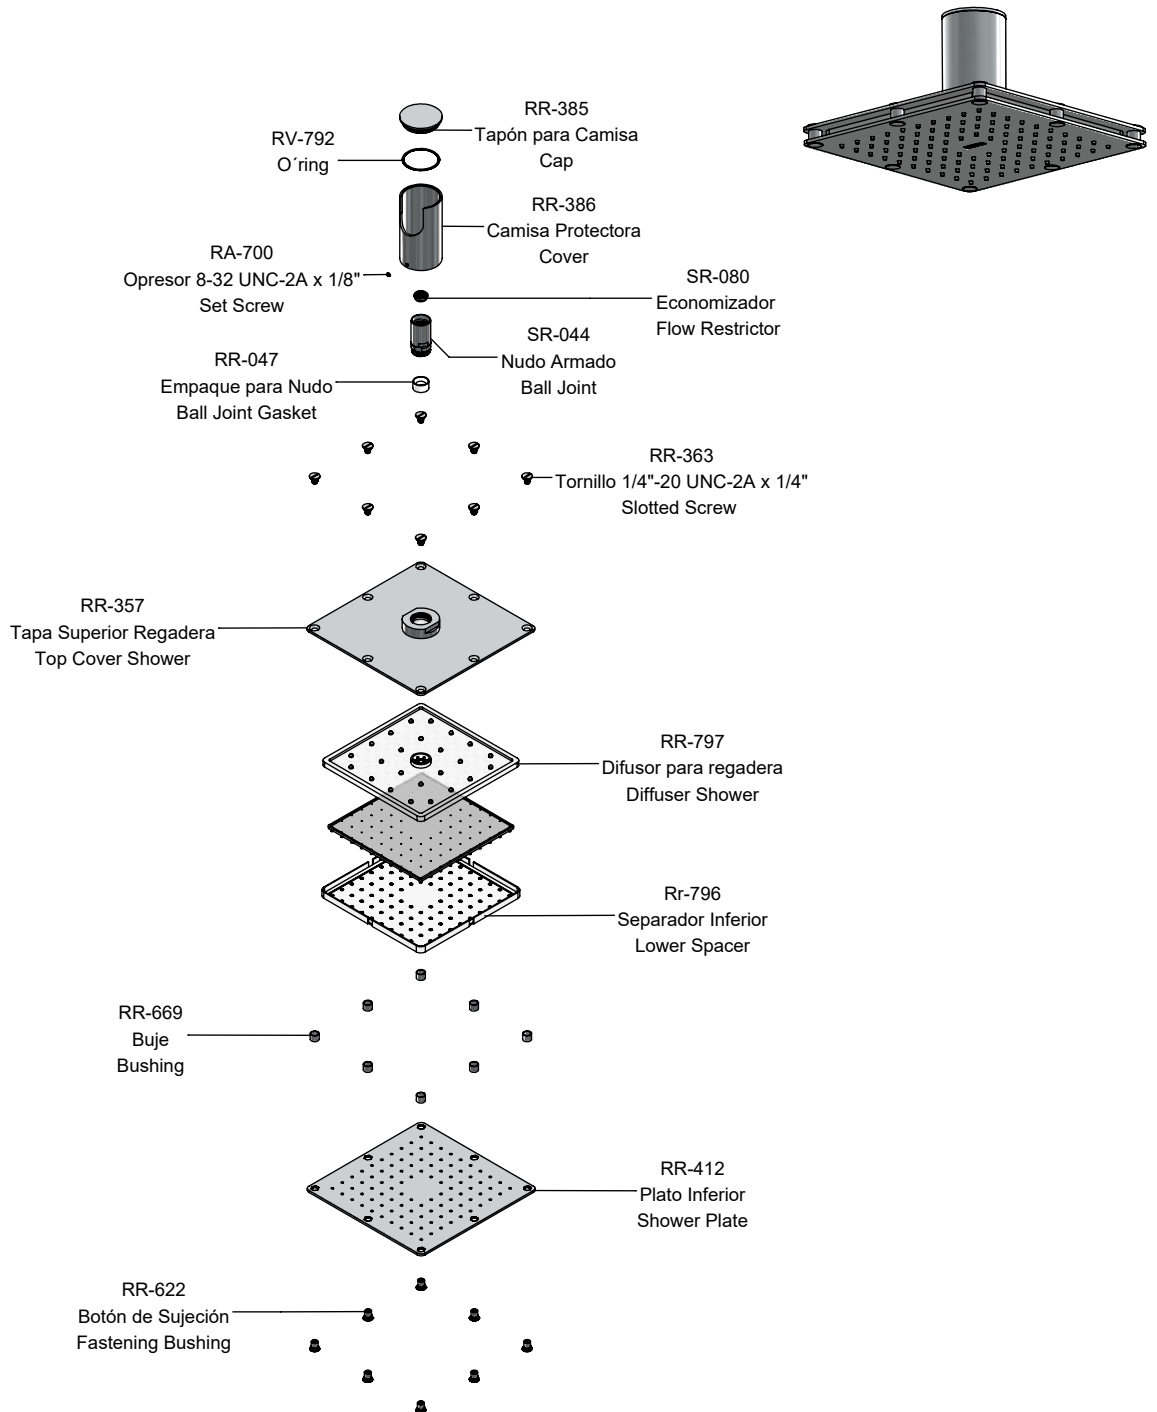 RR-385
Tapón para Camisa
Cap
RV-792
O´ring
RR-386
Camisa Protectora
Cover
RA-700
Opresor 8-32 UNC-2A x 1/8"
Set Screw
SR-080
Economizador
Flow Restrictor
SR-044
Nudo Armado
Ball Joint
RR-047
Empaque para Nudo
Ball Joint Gasket
RR-363
Tornillo 1/4"-20 UNC-2A x 1/4"
Slotted Screw
RR-357
Tapa Superior Regadera
Top Cover Shower
RR-797
Difusor para regadera
Diffuser Shower
Rr-796
Separador Inferior
Lower Spacer
RR-669
Buje
Bushing
RR-412
Plato Inferior
Shower Plate
RR-622
Botón de Sujeción
Fastening Bushing